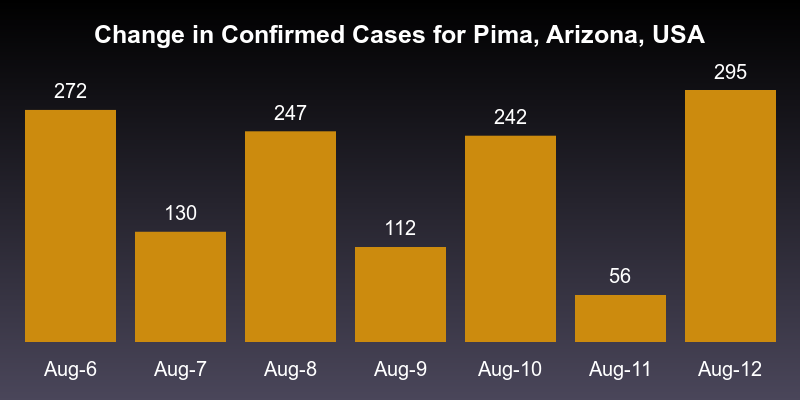 Change in Confirmed Cases for Pima, Arizona, USA
272
130
247
112
242
56
295
Aug-6
Aug-7
Aug-8
Aug-9
Aug-10
Aug-11
Aug-12